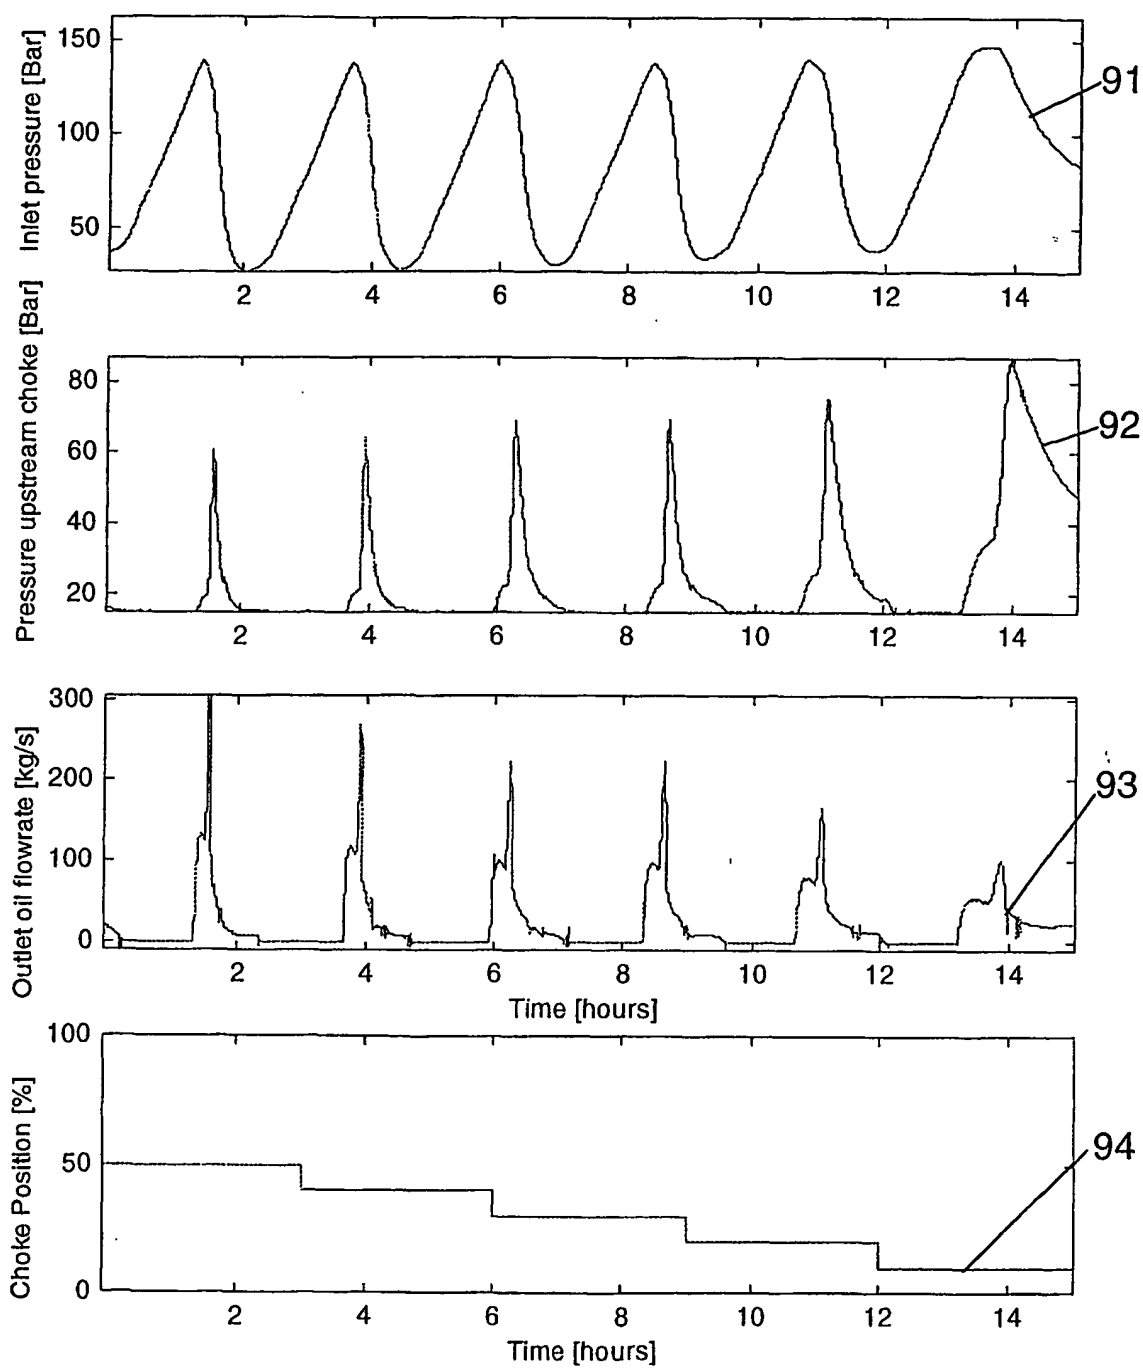 Inlet pressure [Bar]
150
100
50
2 4 6 8 10 12 14
91
Pressure upstream choke [Bar]
80
60
40
20
2 4 6 8 10 12 14
92
Outlet oil flowrate [kg/s]
300
200
100
0
2 4 6 8 10 12 14
Time [hours]
93
Choke Position [%]
100
50
0
2 4 6 8 10 12 14
Time [hours]
94